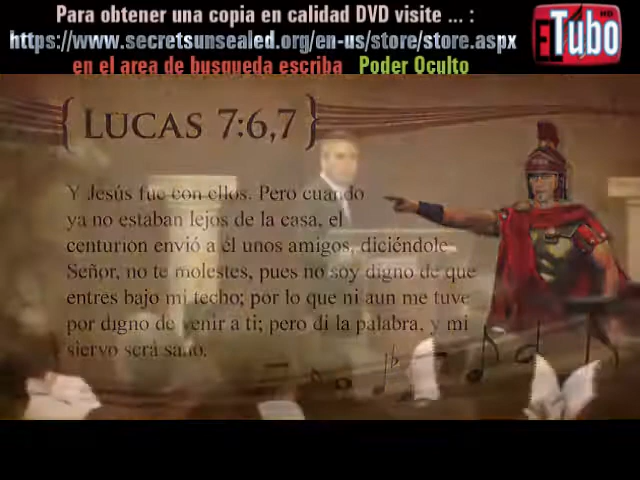 Para obtener una copia en calidad DVD visite ... :
https://www.secretsunsealed.org/en-us/store/store.aspx
en el area de busqueda escriba Poder Oculto
ElTubo
HD
{ LUCAS 7:6,7 }
Y Jesús fue con ellos. Pero cuando
ya no estaban lejos de la casa, el
centurion envió a él unos amigos, diciéndole
Señor, no te molestes, pues no soy digno de que
entres bajo mi techo; por lo que ni aun me tuve
por digno de venir a ti; pero di la palabra, y mi
siervo será sano.